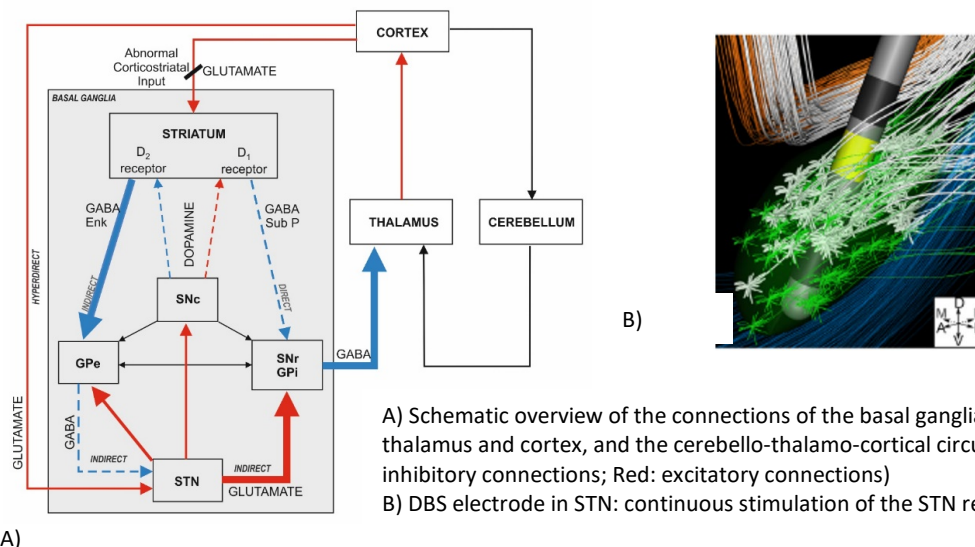 CORTEX
Abnormal
Corticostriatal
Input
GLUTAMATE
BASAL GANGLIA
STRIATUM
D2
receptor
D1
receptor
GABA
Enk
DOPAMINE
GABA
Sub P
THALAMUS
CEREBELLUM
HYPERDIRECT
INDIRECT
DIRECT
SNc
GPe
SNr
GPi
GABA
GABA
INDIRECT
INDIRECT
GLUTAMATE
STN
GLUTAMATE
A)
B)
D
M
A
V
A) Schematic overview of the connections of the basal ganglia
thalamus and cortex, and the cerebello-thalamo-cortical
inhibitory connections; Red: excitatory connections)
B) DBS electrode in STN: continuous stimulation of the STN